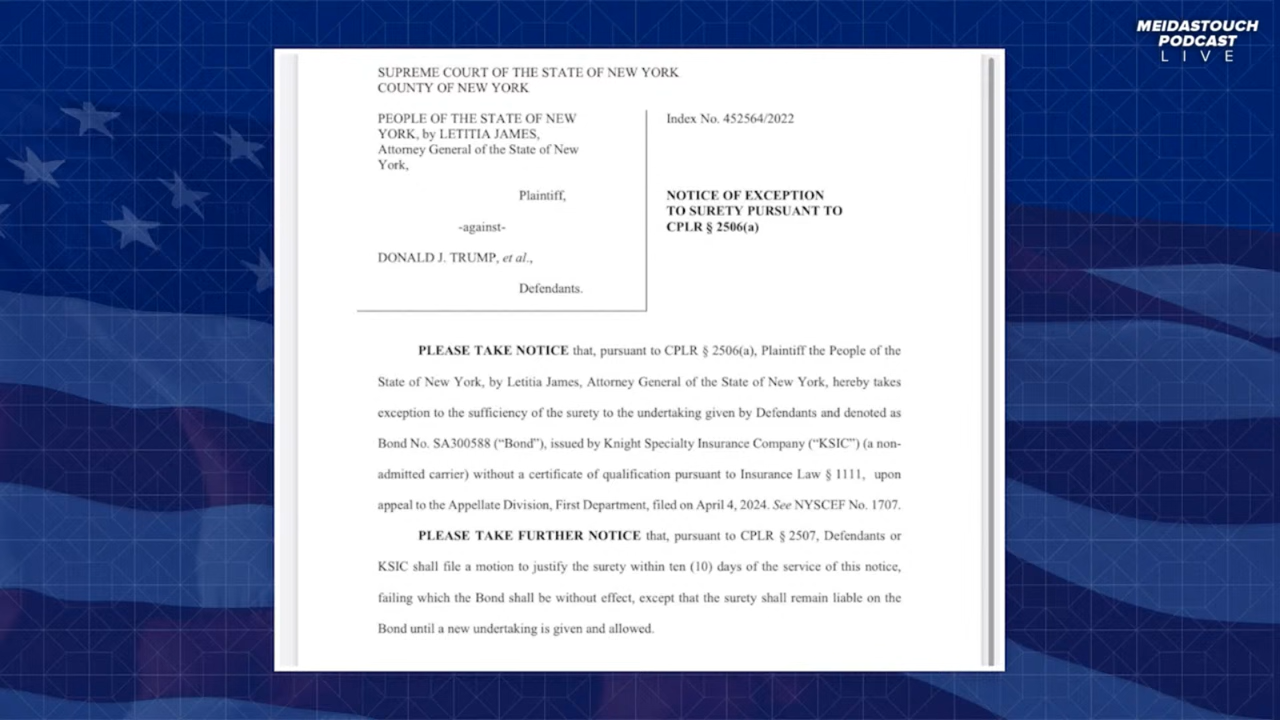 MEIDASTOUCH
PODCAST
LIVE
SUPREME COURT OF THE STATE OF NEW YORK
COUNTY OF NEW YORK
PEOPLE OF THE STATE OF NEW
YORK, by LETITIA JAMES,
Attorney General of the State of New
York,
Plaintiff,
-against-
DONALD J. TRUMP, et al.,
Defendants.
Index No. 452564/2022
NOTICE OF EXCEPTION
TO SURETY PURSUANT TO
CPLR § 2506(a)
PLEASE TAKE NOTICE that, pursuant to CPLR § 2506(a), Plaintiff the People of the
State of New York, by Letitia James, Attorney General of the State of New York, hereby takes
exception to the sufficiency of the surety to the undertaking given by Defendants and denoted as
Bond No. SA300588 (“Bond”), issued by Knight Specialty Insurance Company (“KSIC”) (a non-
admitted carrier) without a certificate of qualification pursuant to Insurance Law § 1111, upon
appeal to the Appellate Division, First Department, filed on April 4, 2024. See NYSCEF No. 1707.
PLEASE TAKE FURTHER NOTICE that, pursuant to CPLR § 2507, Defendants or
KSIC shall file a motion to justify the surety within ten (10) days of the service of this notice,
failing which the Bond shall be without effect, except that the surety shall remain liable on the
Bond until a new undertaking is given and allowed.